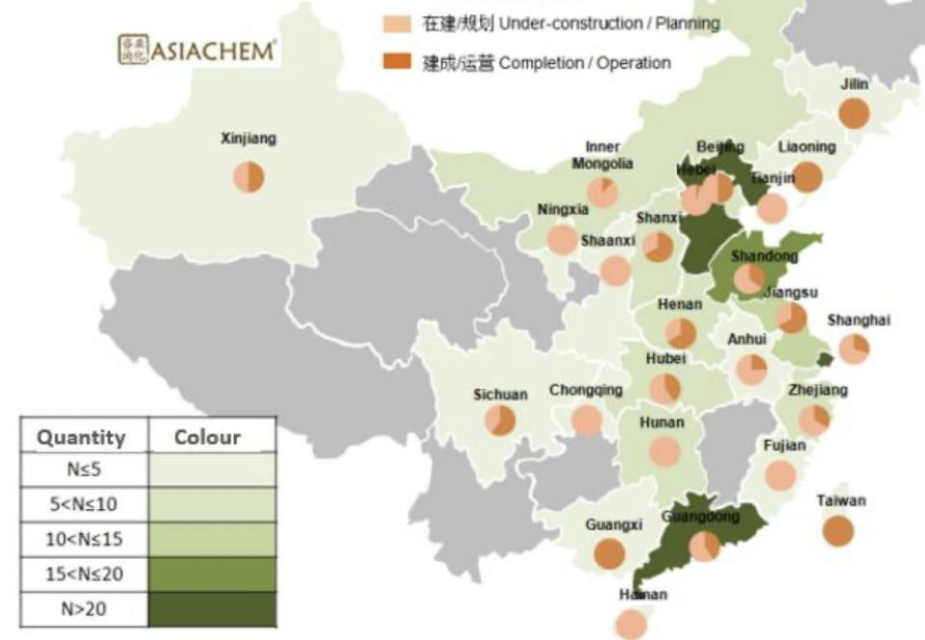 在建/规划 Under-construction / Planning
ASIACHEM®
建成/运营 Completion / Operation
Jilin
Xinjiang
Inner
Mongolia
Beijing
Liaoning
Hebei
Tianjin
Ningxia
Shanxi
Shaanxi
Shandong
Jiangsu
Henan
Shanghai
Anhui
Hubei
Sichuan
Chongqing
Zhejiang
Hunan
Fujian
Taiwan
Guangxi
Guangdong
Hainan
Quantity Colour
N≤5
5<N≤10
10<N≤15
15<N≤20
N>20